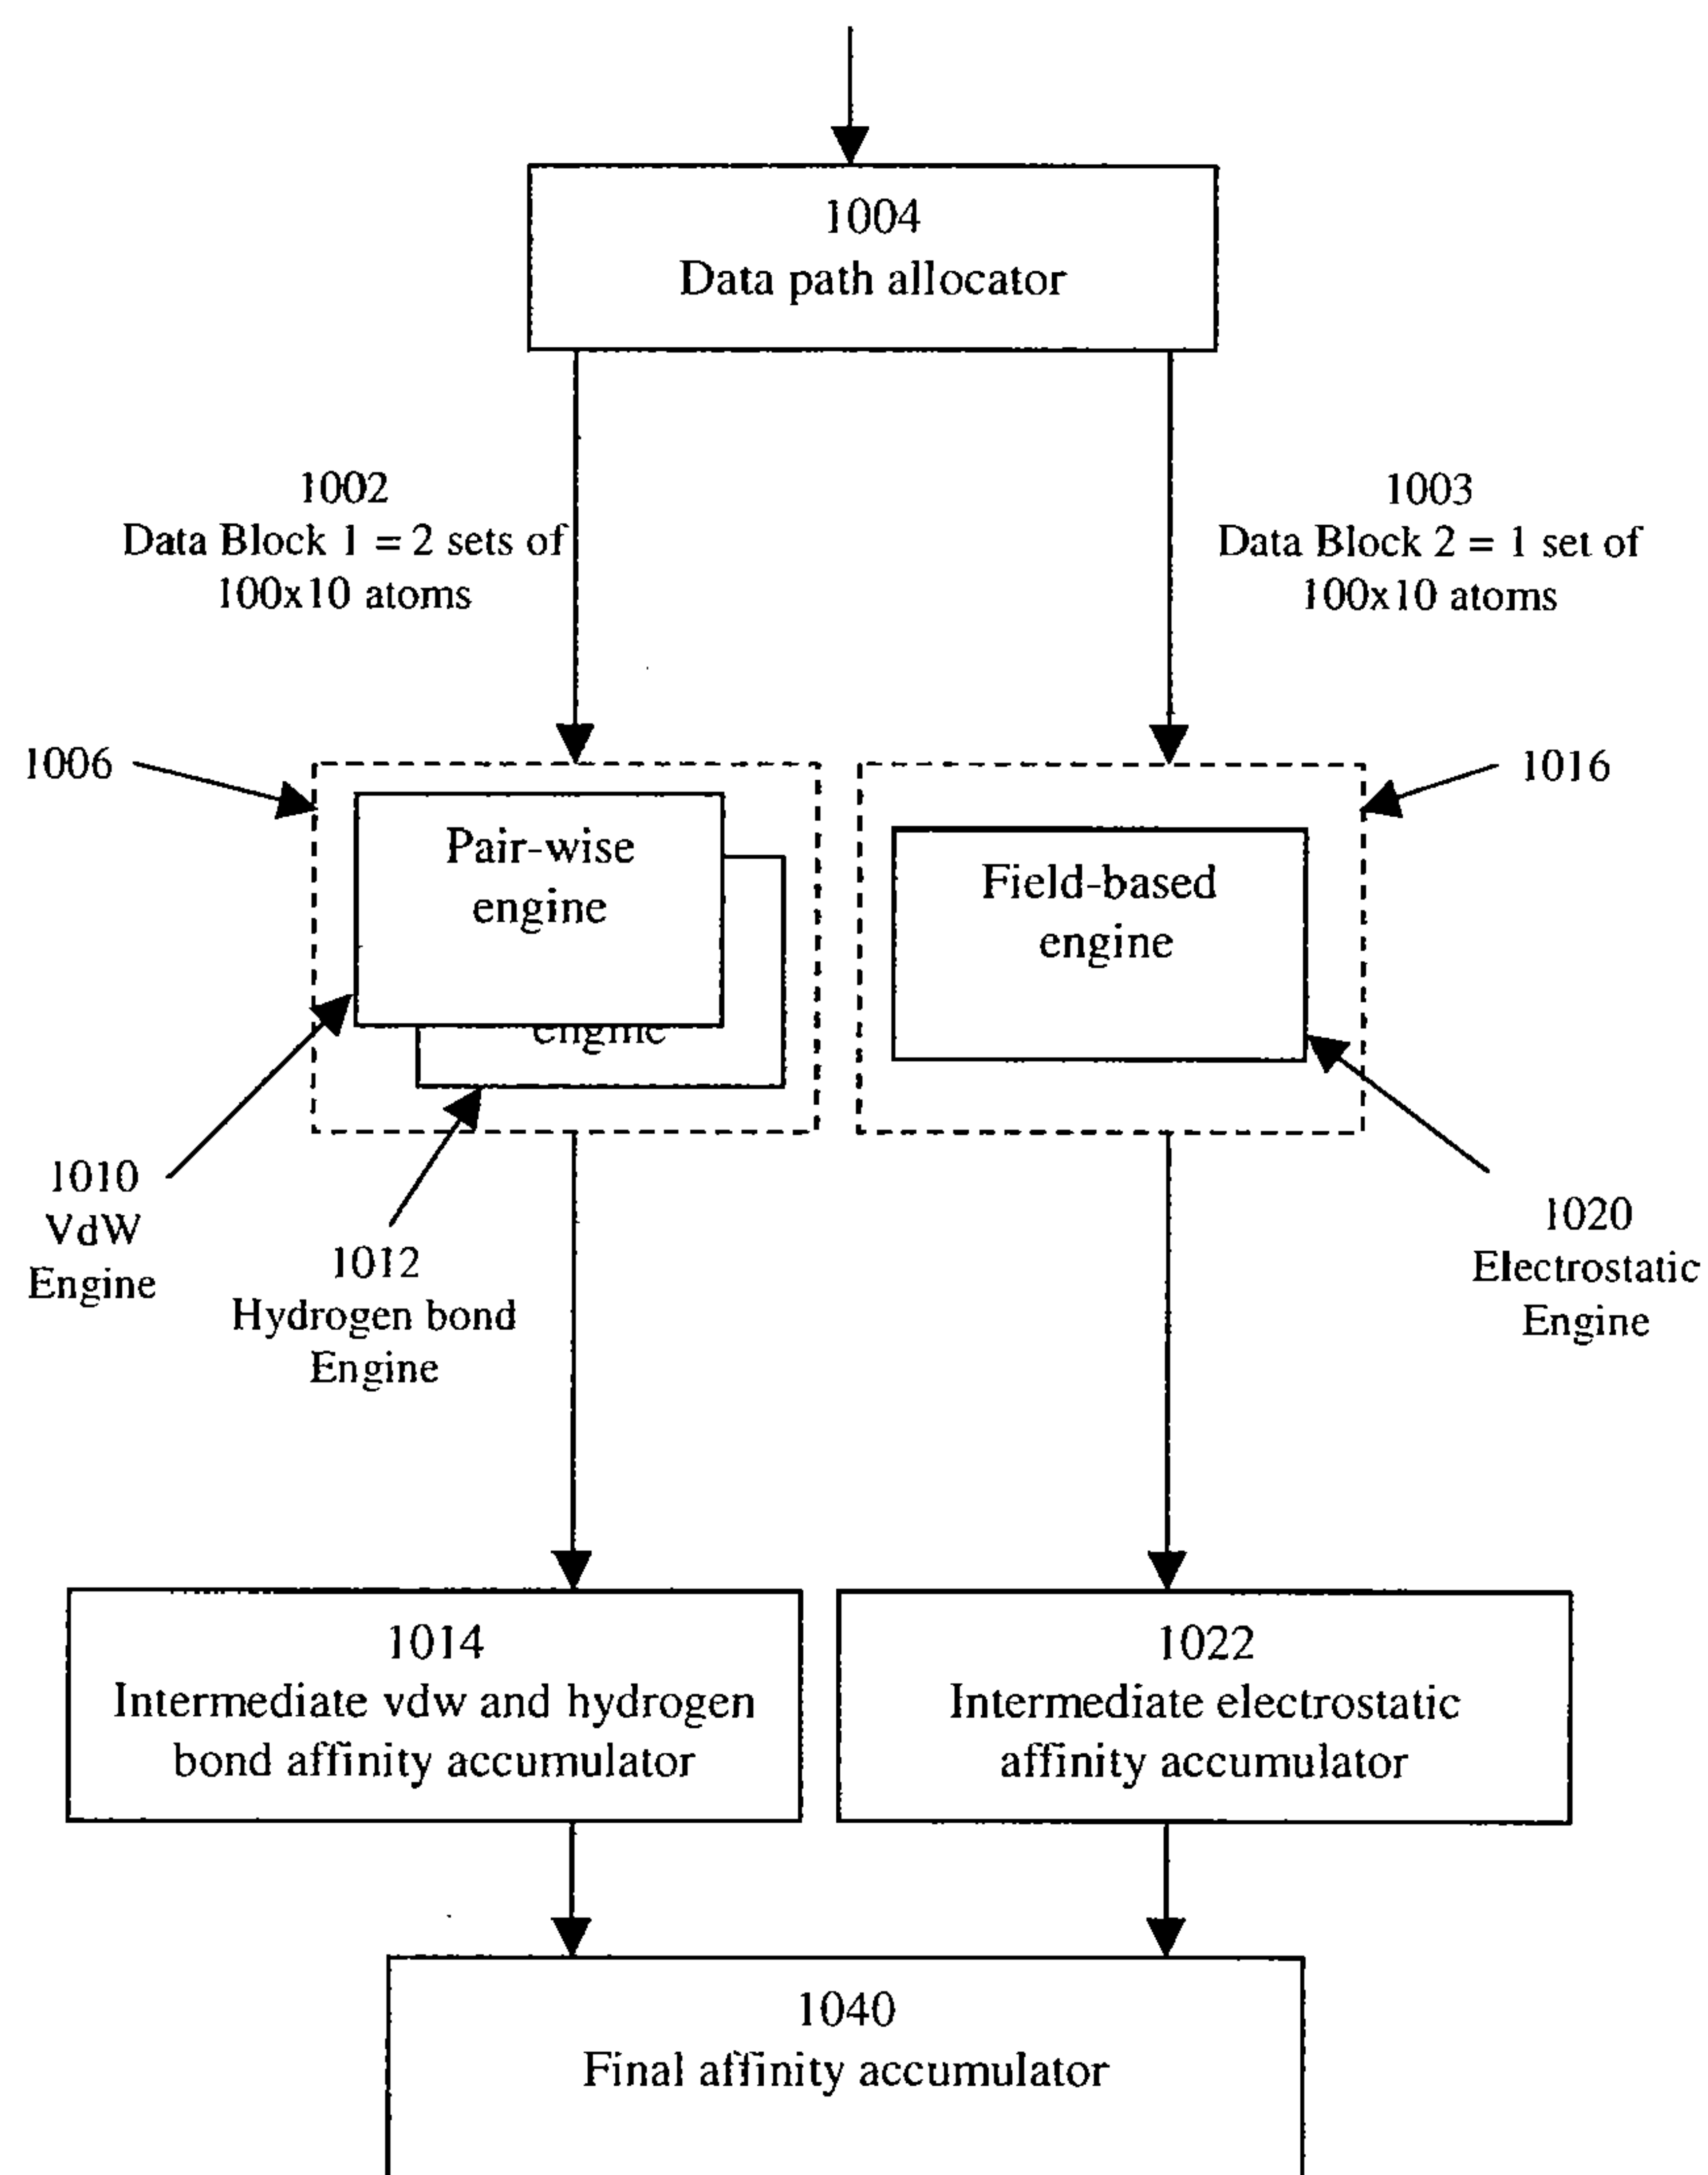 1004
Data path allocator
1002
Data Block 1 = 2 sets of
100x10 atoms
1003
Data Block 2 = 1 set of
100x10 atoms
1006
1016
Pair-wise
engine
engine
Field-based
engine
1010
VdW
Engine
1012
Hydrogen bond
Engine
1020
Electrostatic
Engine
1014
Intermediate vdw and hydrogen
bond affinity accumulator
1022
Intermediate electrostatic
affinity accumulator
1040
Final affinity accumulator